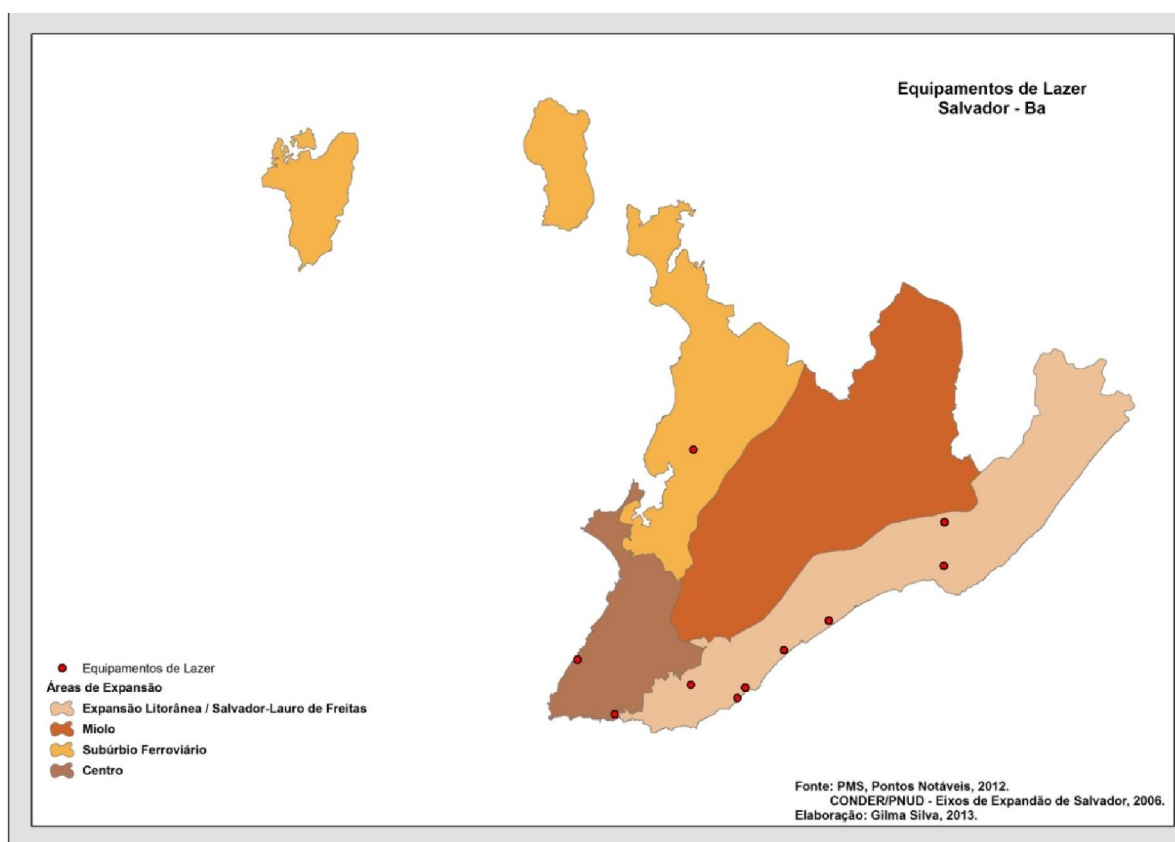 Equipamentos de Lazer
Salvador - Ba
Equipamentos de Lazer
Áreas de Expansão
Expansão Litorânea / Salvador-Lauro de Freitas
Miolo
Subúrbio Ferroviário
Centro
Fonte: PMS, Pontos Notáveis, 2012.
CONDER/PNUD - Eixos de Expandão de Salvador, 2006.
Elaboração: Gilma Silva, 2013.